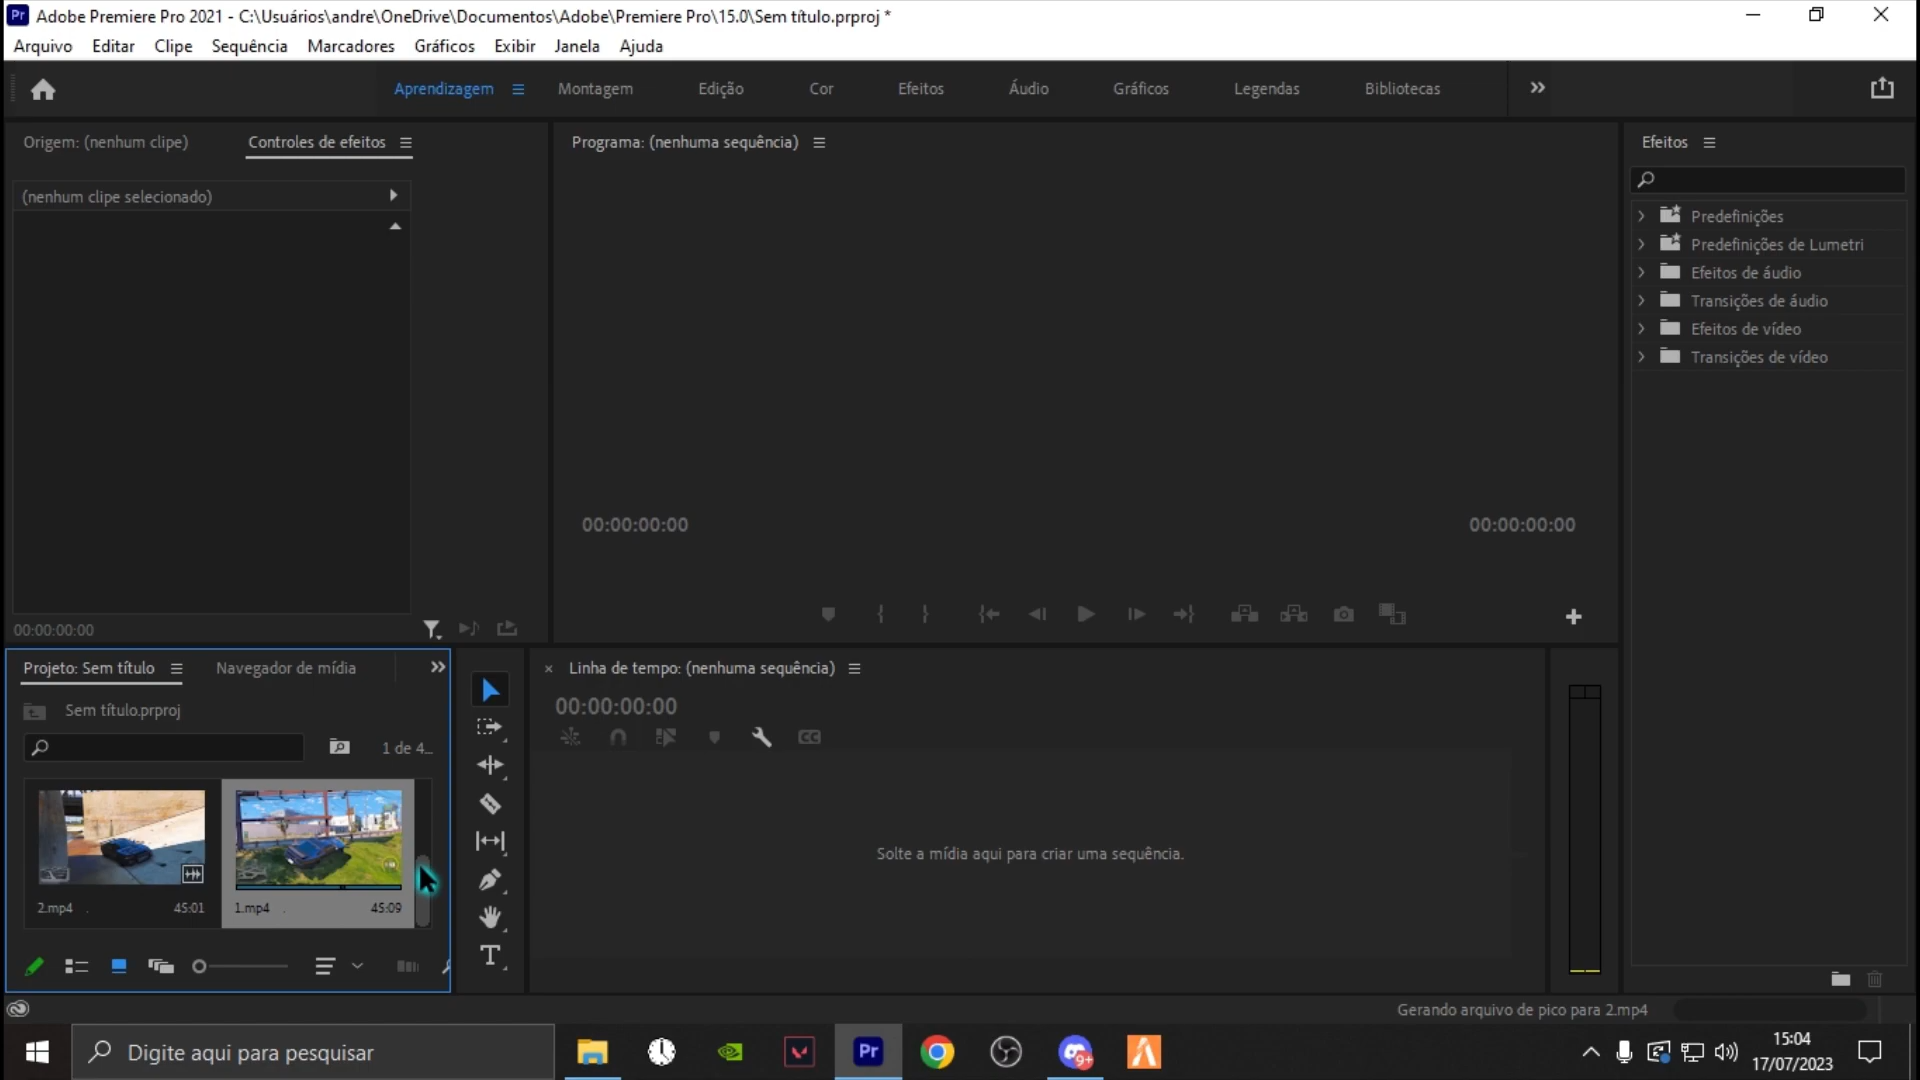 Pr Adobe Premiere Pro 2021 - C:\Usuários\andre\OneDrive\Documentos\Adobe\Premiere Pro\15.0\Sem título.prproj *
Arquivo Editar Clipe Sequência Marcadores Gráficos Exibir Janela Ajuda
Aprendizagem Montagem Edição Cor Efeitos Áudio Gráficos Legendas Bibliotecas
Origem: (nenhum clipe) Controles de efeitos
(nenhum clipe selecionado)
00:00:00:00
Programa: (nenhuma sequência)
00:00:00:00 00:00:00:00
Efeitos
Predefinições
Predefinições de Lumetri
Efeitos de áudio
Transições de áudio
Efeitos de vídeo
Transições de vídeo
Projeto: Sem título Navegador de mídia
Sem título.prproj
1 de 4...
2.mp4 45:01 1.mp4 45:09
T
Linha de tempo: (nenhuma sequência)
00:00:00:00
CC
Solte a mídia aqui para criar uma sequência.
Gerando arquivo de pico para 2.mp4
Digite aqui para pesquisar
Pr
9+
15:04
17/07/2023